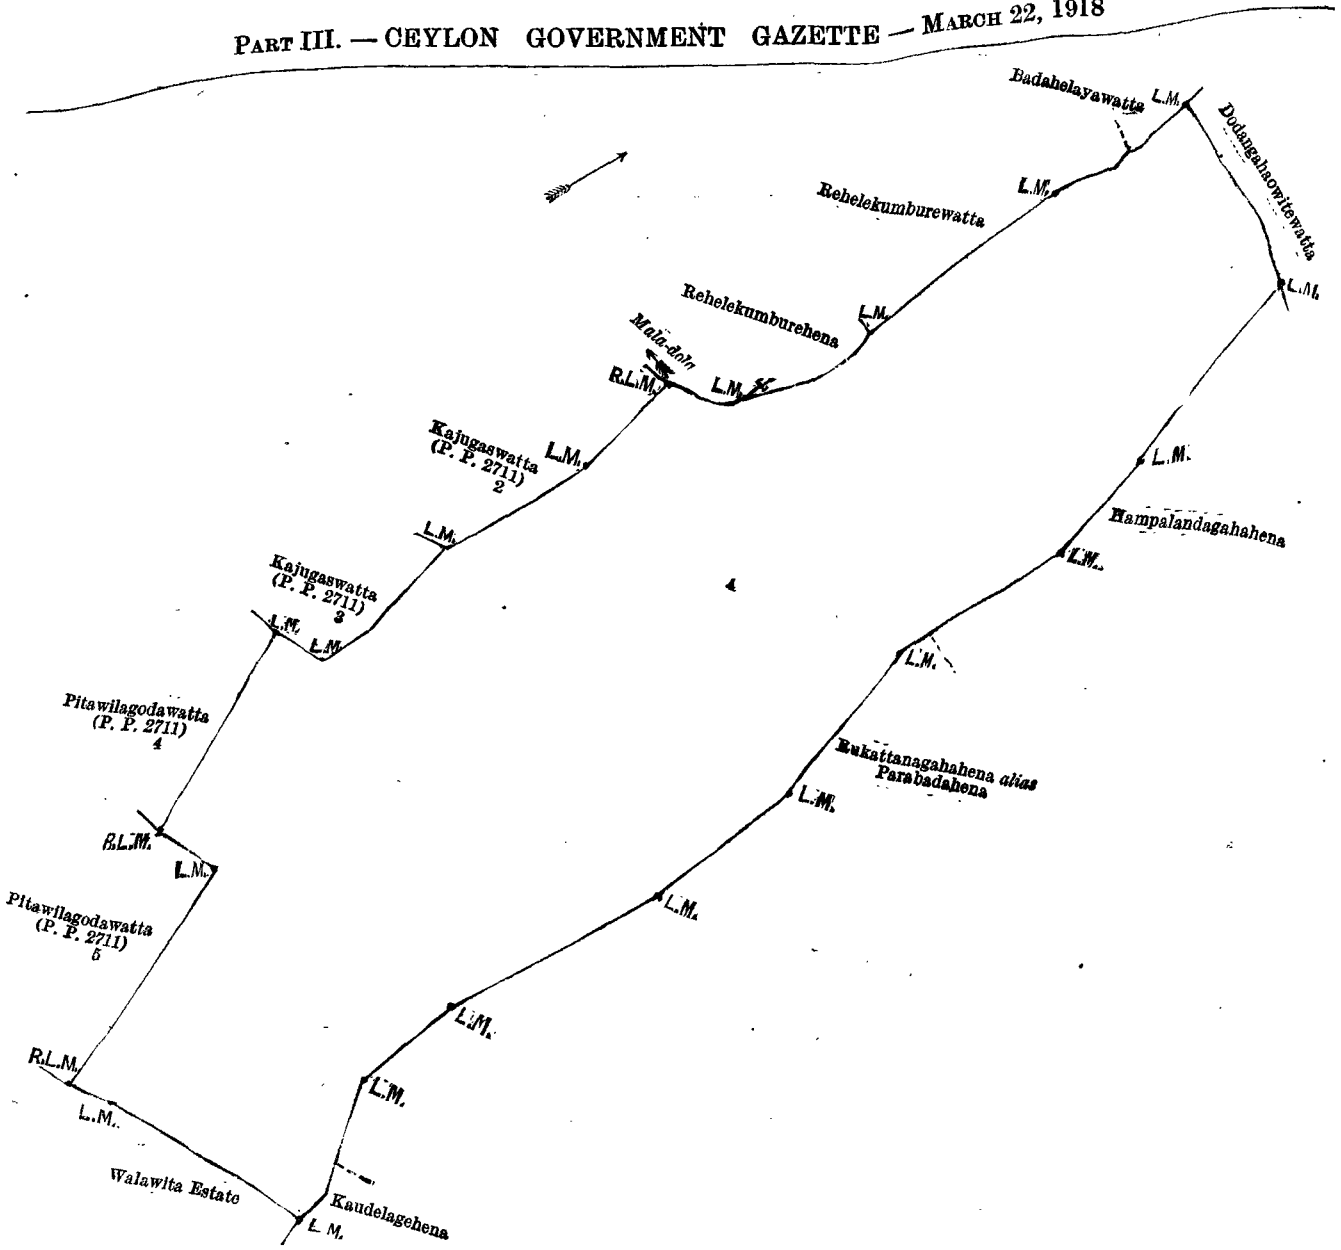 PART III. — CEYLON GOVERNMENT GAZETTE — MARCH 22, 1918
Badahelayawatta
L.M.
Dodangahaowitewatta
L.M.
Rehelekumburewatta
L.M.
Rehelekumburehena
L.M.
Mala-dola
R.L.M.
L.M.
Kajugaswatta
(P. P. 2711)
2
L.M.
L.M.
L.M.
Hampalandagahahena
L.M.
Kajugaswatta
(P. P. 2711)
3
L.M.
L.M.
1
L.M.
Pitawilagodawatta
(P. P. 2711)
4
Rukattanagahahena alias
Parabadahena
L.M.
R.L.M.
L.M.
L.M.
Pitawilagodawatta
(P. P. 2711)
5
L.M.
R.L.M.
L.M.
L.M.
Walawita Estate
Kaudelagehena
L.M.